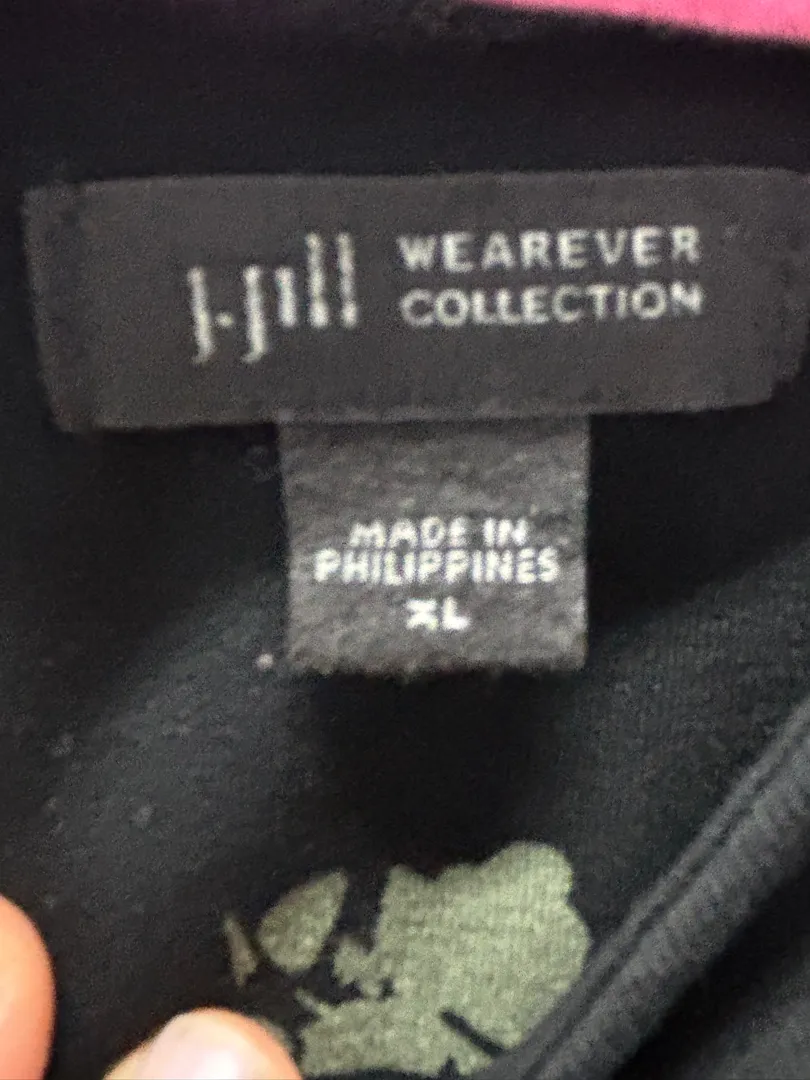 J.Jill
WEAREVER
COLLECTION
MADE IN
PHILIPPINES
XL